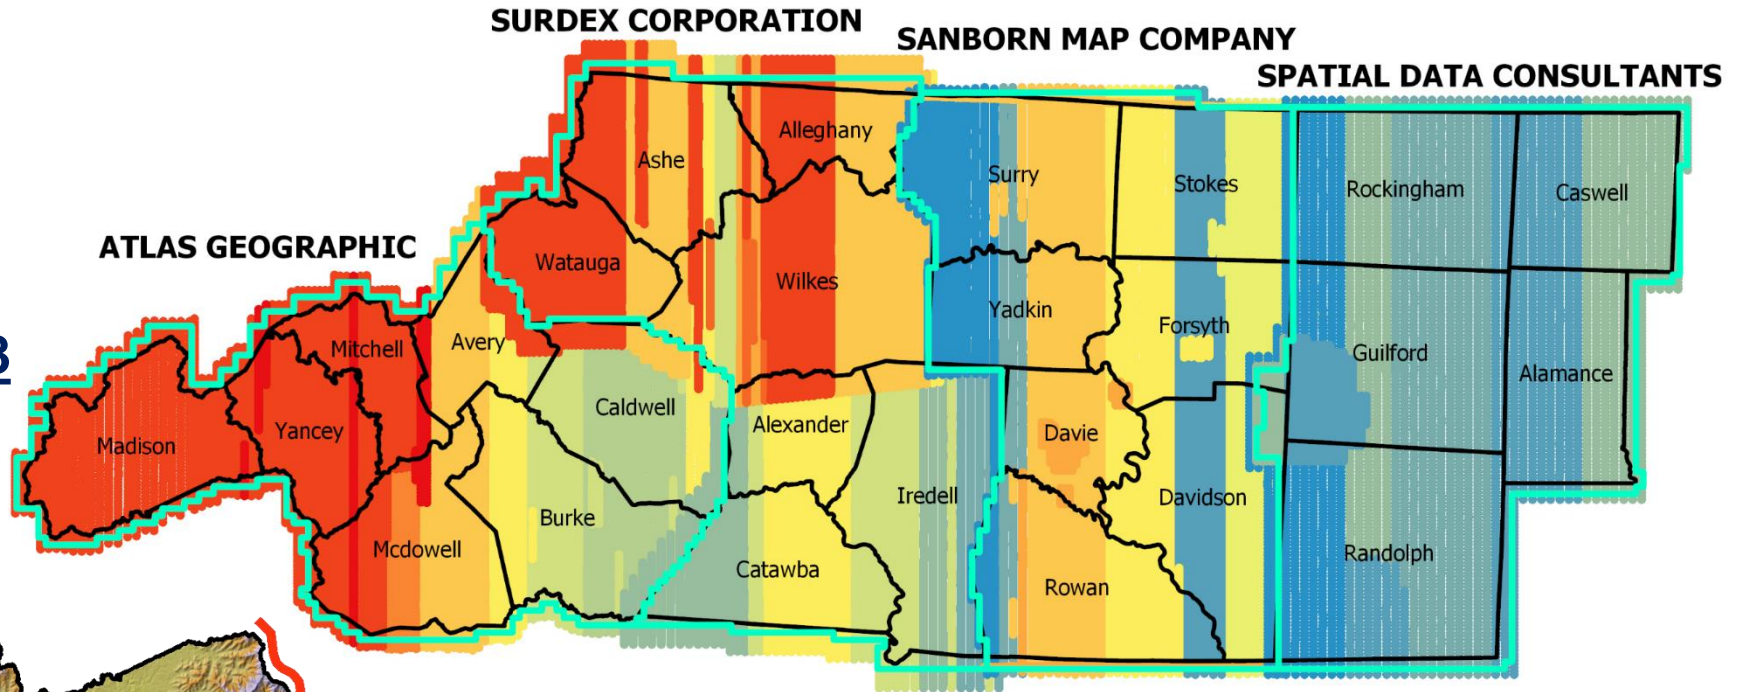 SURDEX CORPORATION
SANBORN MAP COMPANY
SPATIAL DATA CONSULTANTS
ATLAS GEOGRAPHIC
Alleghany
Ashe
Surry
Stokes
Rockingham
Caswell
Watauga
Wilkes
Yadkin
Forsyth
Mitchell
Avery
Guilford
Alamance
3
Caldwell
Alexander
Yancey
Davie
Madison
Iredell
Davidson
Burke
Mcdowell
Randolph
Catawba
Rowan